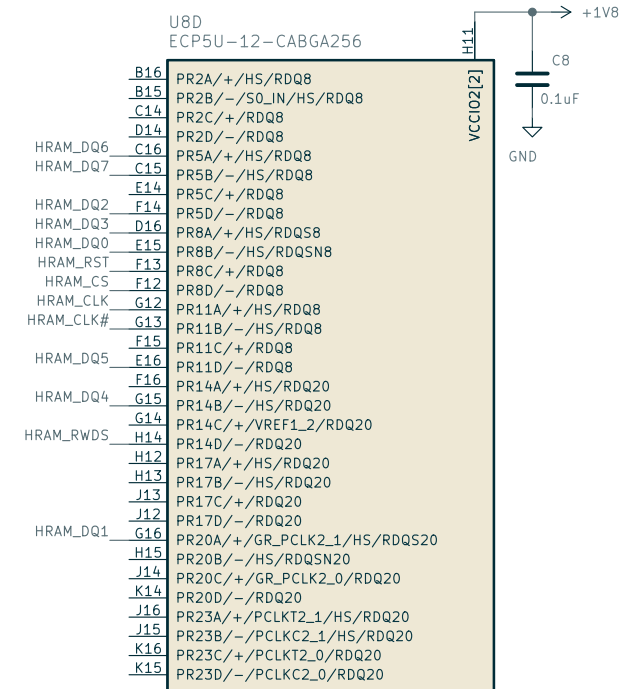 U8D
ECP5U-12-CABGA256
+1V8
H11
VCCIO2[2]
C8
0.1uF
GND
B16 PR2A/+/HS/RDQ8
B15 PR2B/-/S0_IN/HS/RDQ8
C14 PR2C/+/RDQ8
D14 PR2D/-/RDQ8
HRAM_DQ6 C16 PR5A/+/HS/RDQ8
HRAM_DQ7 C15 PR5B/-/HS/RDQ8
E14 PR5C/+/RDQ8
HRAM_DQ2 F14 PR5D/-/RDQ8
HRAM_DQ3 D16 PR8A/+/HS/RDQS8
HRAM_DQ0 E15 PR8B/-/HS/RDQSN8
HRAM_RST F13 PR8C/+/RDQ8
HRAM_CS F12 PR8D/-/RDQ8
HRAM_CLK G12 PR11A/+/HS/RDQ8
HRAM_CLK# G13 PR11B/-/HS/RDQ8
F15 PR11C/+/RDQ8
HRAM_DQ5 E16 PR11D/-/RDQ8
F16 PR14A/+/HS/RDQ20
HRAM_DQ4 G15 PR14B/-/HS/RDQ20
G14 PR14C/+/VREF1_2/RDQ20
HRAM_RWDS H14 PR14D/-/RDQ20
H12 PR17A/+/HS/RDQ20
H13 PR17B/-/HS/RDQ20
J13 PR17C/+/RDQ20
J12 PR17D/-/RDQ20
HRAM_DQ1 G16 PR20A/+/GR_PCLK2_1/HS/RDQS20
H15 PR20B/-/HS/RDQSN20
J14 PR20C/+/GR_PCLK2_0/RDQ20
K14 PR20D/-/RDQ20
J16 PR23A/+/PCLKT2_1/HS/RDQ20
J15 PR23B/-/PCLKC2_1/HS/RDQ20
K16 PR23C/+/PCLKT2_0/RDQ20
K15 PR23D/-/PCLKC2_0/RDQ20